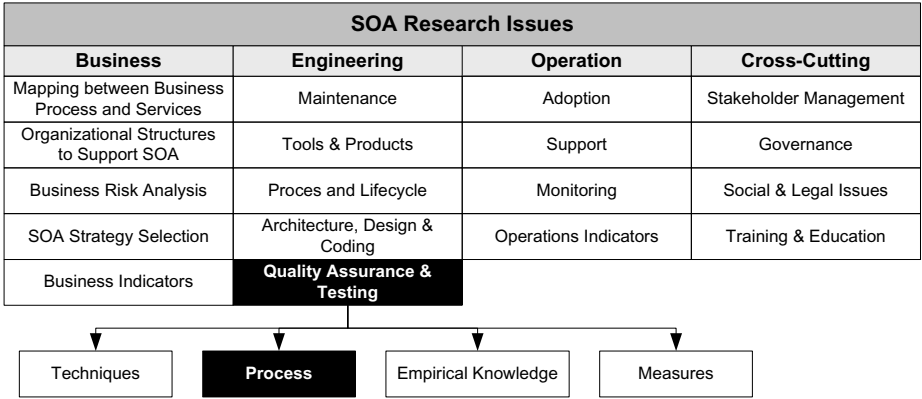 SOA Research Issues
Business Engineering Operation Cross-Cutting
Mapping between Business
Process and Services
Maintenance
Adoption
Stakeholder Management
Organizational Structures
to Support SOA
Tools & Products
Support
Governance
Business Risk Analysis
Proces and Lifecycle
Monitoring
Social & Legal Issues
SOA Strategy Selection
Architecture, Design &
Coding
Operations Indicators
Training & Education
Business Indicators
Quality Assurance &
Testing
Techniques
Process
Empirical Knowledge
Measures